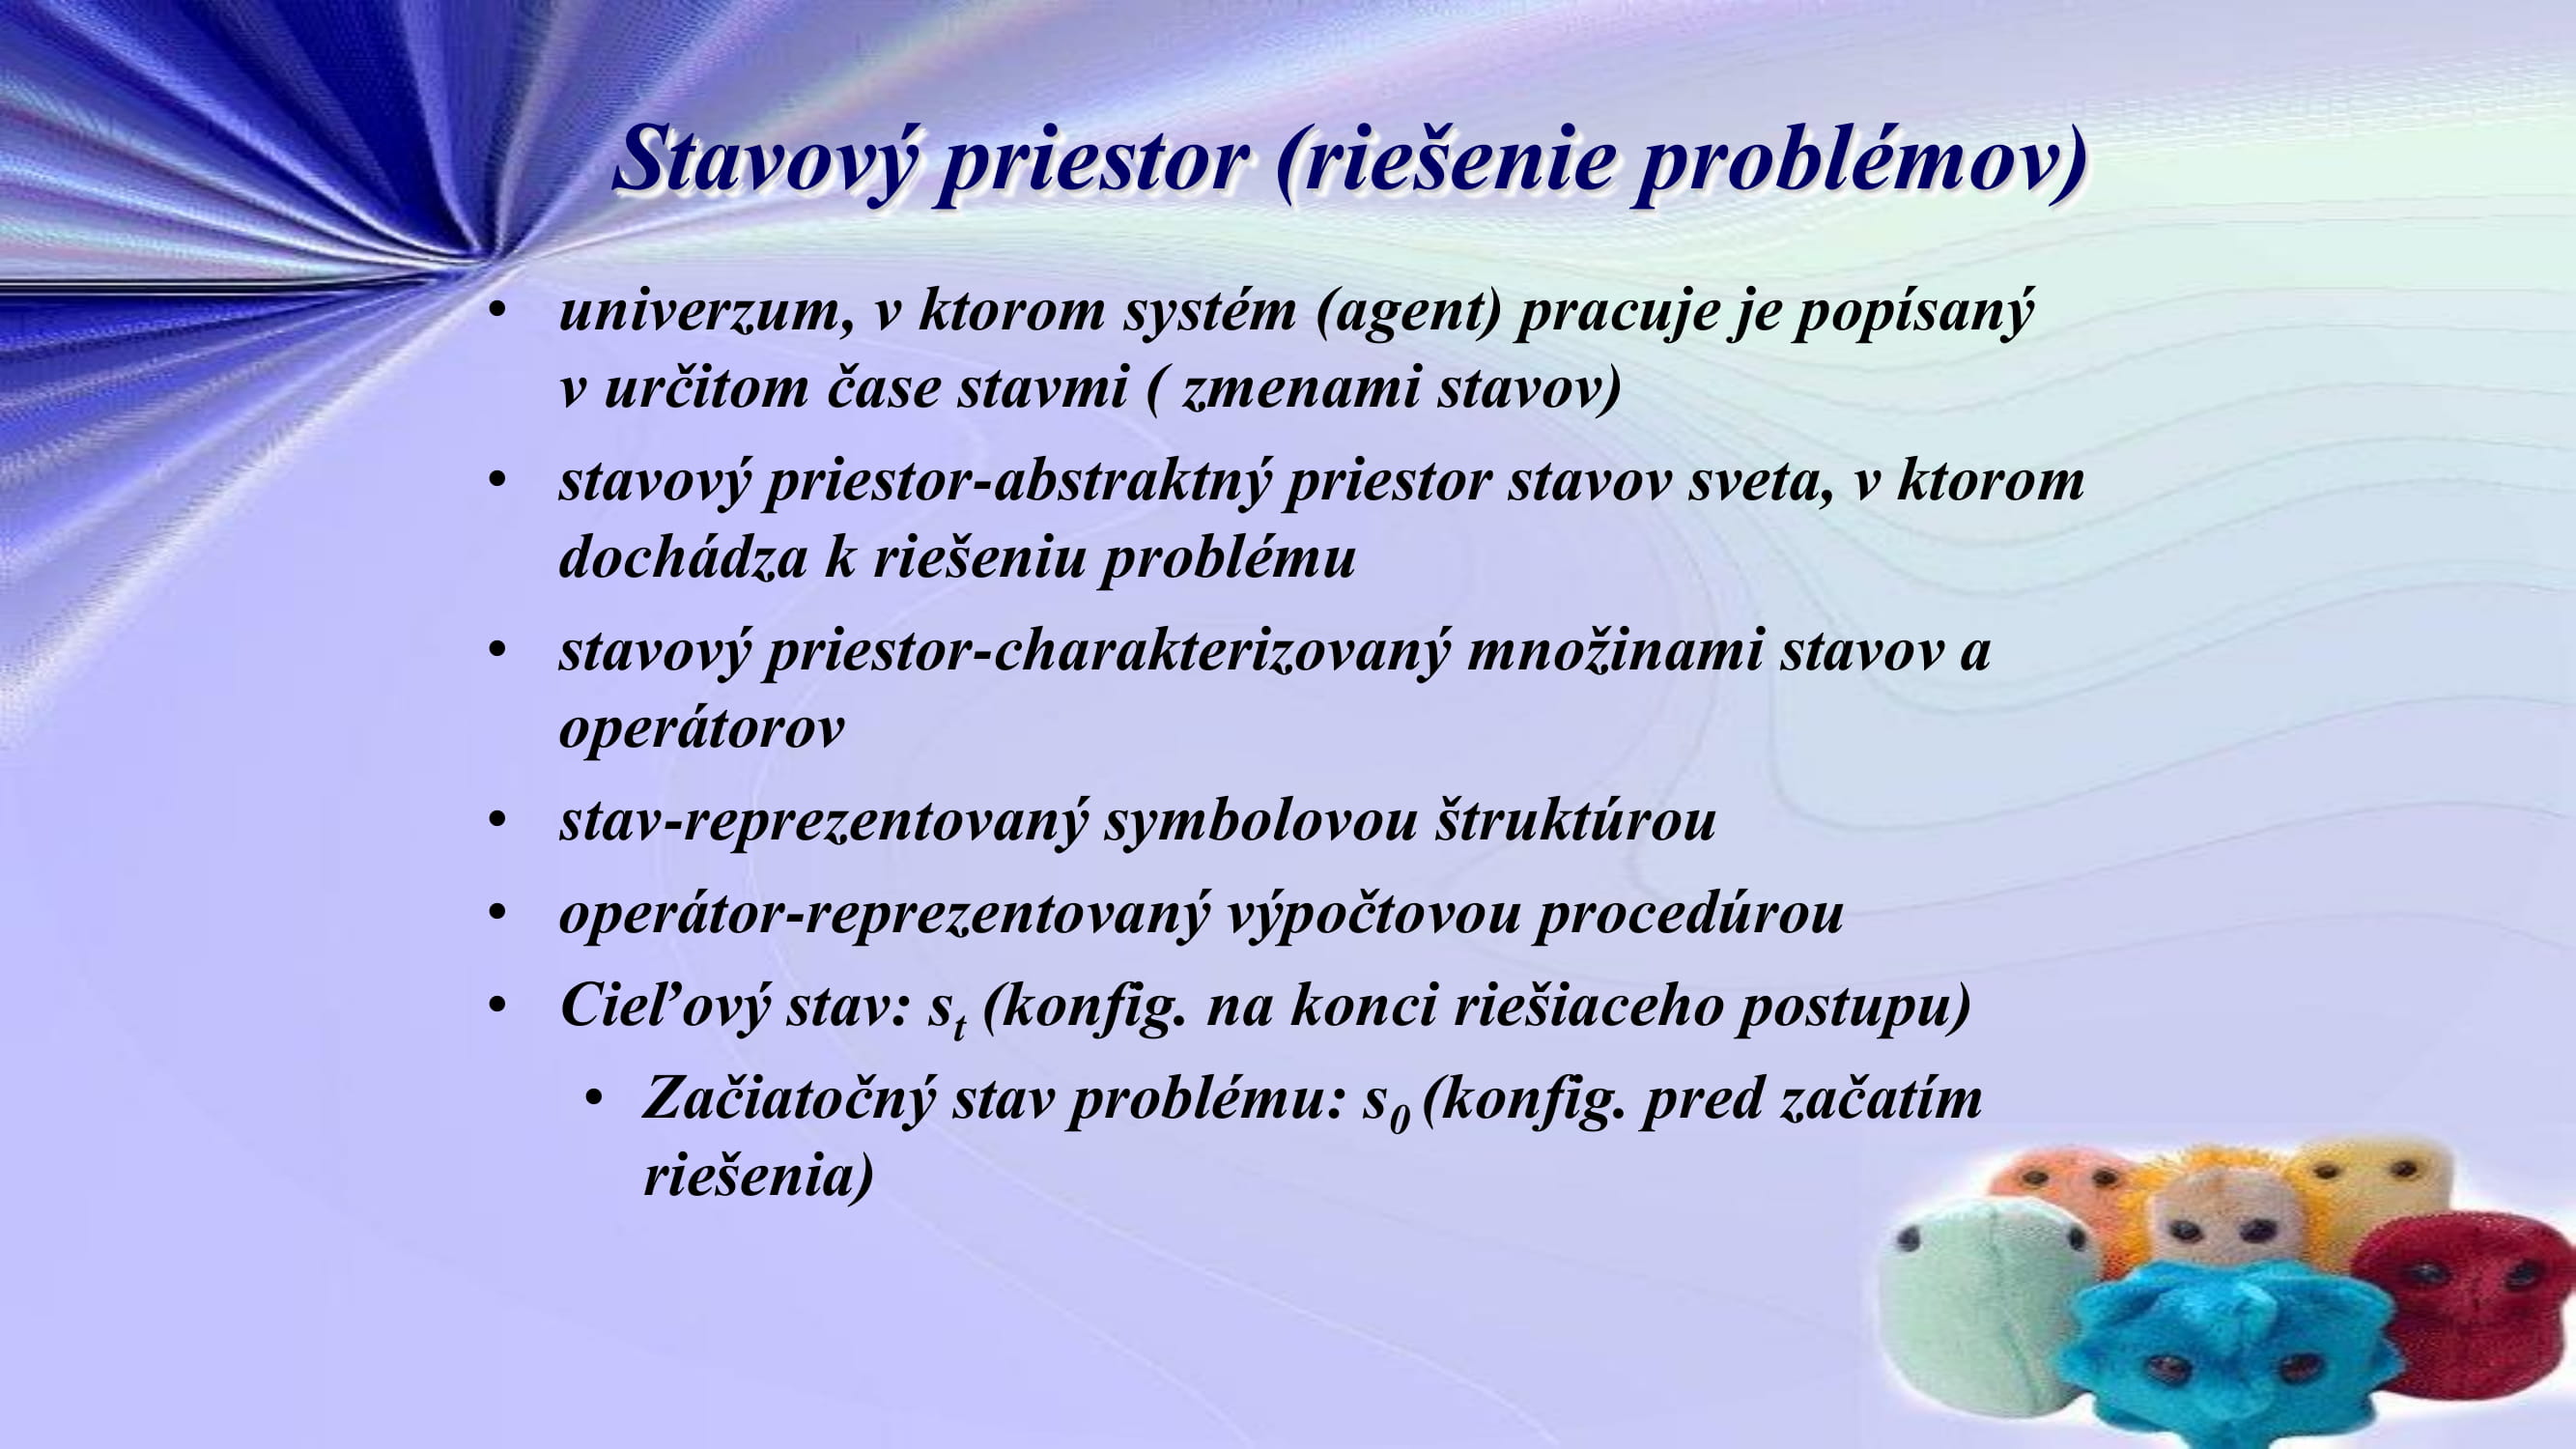 Stavový priestor (riešenie problémov)
• univerzum, v ktorom systém (agent) pracuje je popísaný
v určitom čase stavmi ( zmenami stavov)
• stavový priestor-abstraktný priestor stavov sveta, v ktorom
dochádza k riešeniu problému
• stavový priestor-charakterizovaný množinami stavov a
operátorov
• stav-reprezentovaný symbolovou štruktúrou
• operátor-reprezentovaný výpočtovou procedúrou
• Cieľový stav: sₜ (konfig. na konci riešiaceho postupu)
• Začiatočný stav problému: s₀ (konfig. pred začatím
riešenia)